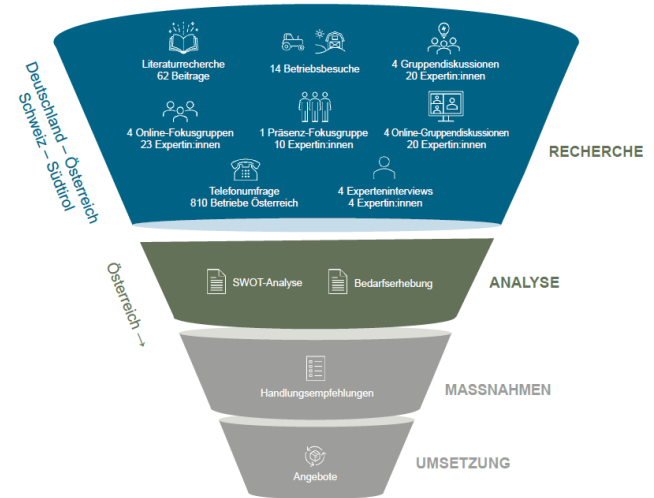 Literaturrecherche
62 Beitrage
14 Betriebsbesuche
4 Gruppendiskussionen
20 Expertin:innen
4 Online-Fokusgruppen
23 Expertin:innen
1 Präsenz-Fokusgruppe
10 Expertin:innen
4 Online-Gruppendiskussionen
20 Expertin:innen
Telefonumfrage
810 Betriebe Österreich
4 Experteninterviews
4 Expertin:innen
Deutschland – Österreich
Schweiz – Südtirol
RECHERCHE
Österreich →
SWOT-Analyse
Bedarfserhebung
ANALYSE
Handlungsempfehlungen
MASSNAHMEN
Angebote
UMSETZUNG